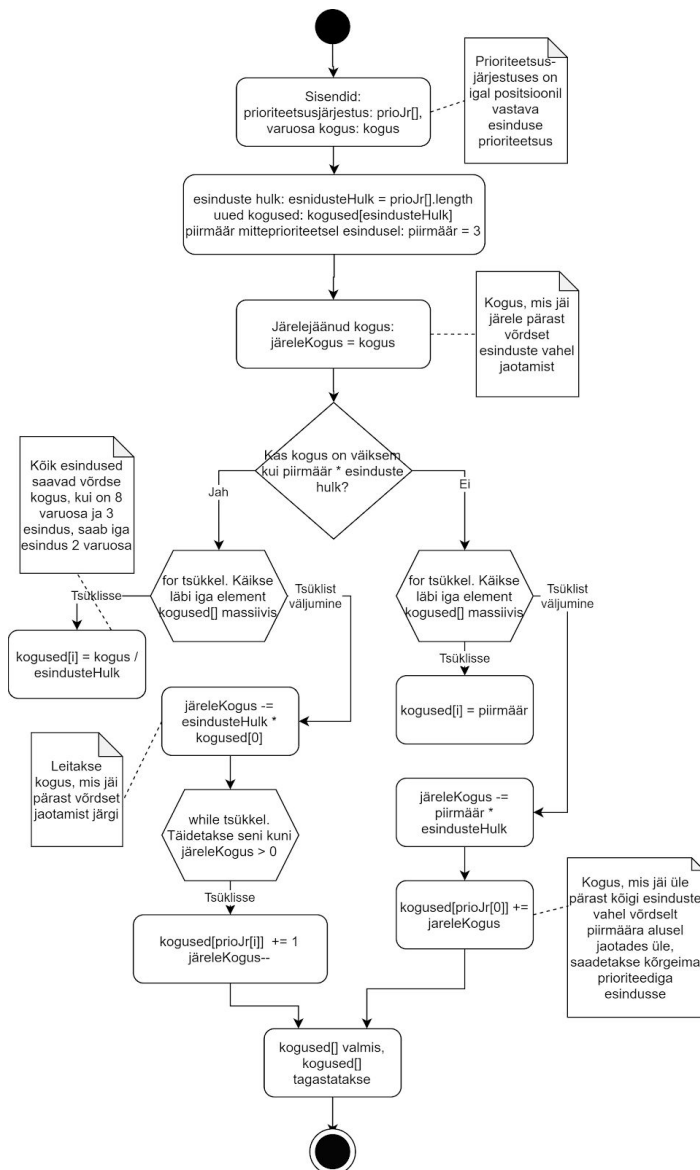 Sisendid:
prioriteetsusjärjestus: prioJr[],
varuosa kogus: kogus
Prioriteetsus-
järjestuses on
igal positsioonil
vastava
esinduse
prioriteetsus
esinduste hulk: esnidusteHulk = prioJr[].length
uued kogused: kogused[esindusteHulk]
piirmäär mitteprioriteetsel esindusel: piirmäär = 3
Järelejäänud kogus:
järeleKogus = kogus
Kogus, mis jäi
järele pärast
võrdset
esinduste vahel
jaotamist
Kas kogus on väiksem
kui piirmäär * esinduste
hulk?
Jah
Ei
Kõik esindused
saavad võrdse
kogus, kui on 8
varuosa ja 3
esindus, saab iga
esindus 2 varuosa
for tsükkel. Käikse
läbi iga element
kogused[] massiivis
Tsüklisse
Tsüklist
väljumine
kogused[i] = kogus /
esindusteHulk
järeleKogus -=
esindusteHulk *
kogused[0]
Leitakse
kogus, mis jäi
pärast võrdset
jaotamist järgi
while tsükkel.
Täidetakse seni kuni
järeleKogus > 0
Tsüklisse
kogused[prioJr[i]] += 1
järeleKogus--
for tsükkel. Käikse
läbi iga element
kogused[] massiivis
Tsüklist
väljumine
Tsüklisse
kogused[i] = piirmäär
järeleKogus -=
piirmäär *
esindusteHulk
kogused[prioJr[0]] +=
jareleKogus
Kogus, mis jäi üle
pärast kõigi esinduste
vahel võrdselt
piirmäära alusel
jaotades üle,
saadetakse kõrgeima
prioriteediga
esindusse
kogused[] valmis,
kogused[]
tagastatakse